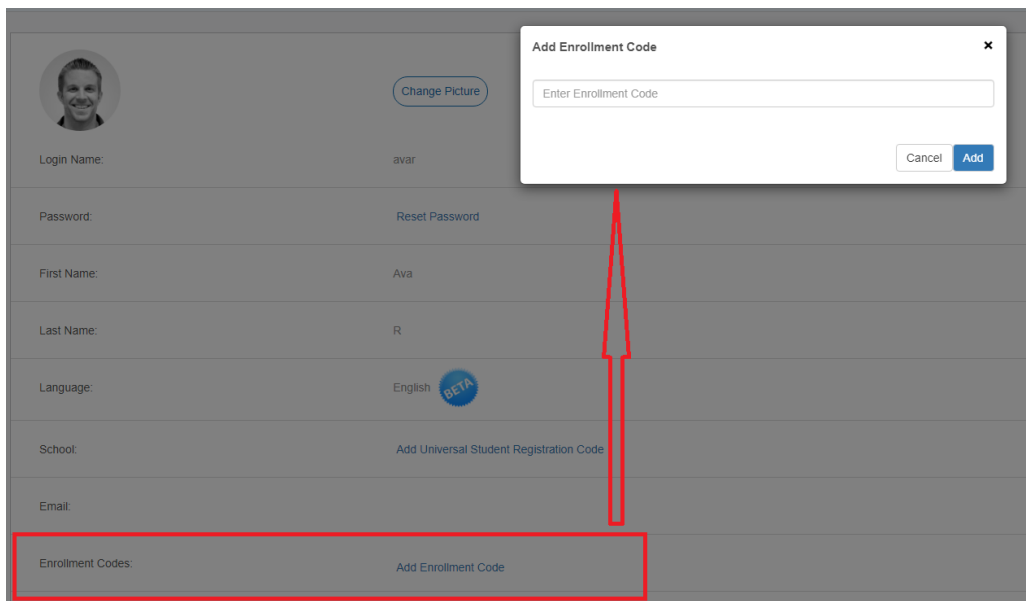 Add Enrollment Code ×
Enter Enrollment Code
Cancel Add
Change Picture
Login Name: avar
Password: Reset Password
First Name: Ava
Last Name: R
Language: English BETA
School: Add Universal Student Registration Code
Email:
Enrollment Codes: Add Enrollment Code